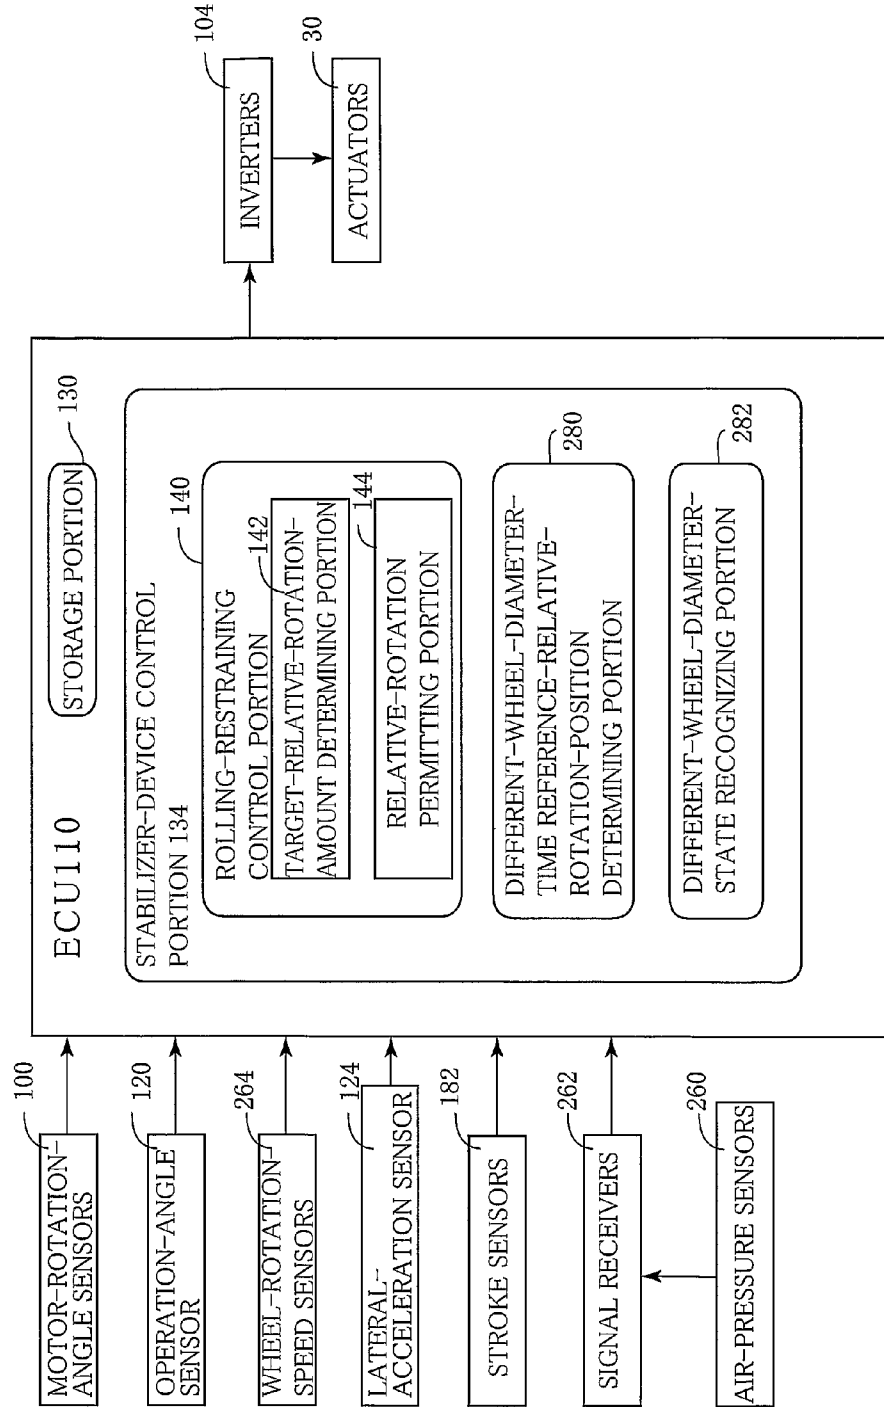 MOTOR-ROTATION-
ANGLE SENSORS
100
OPERATION-ANGLE
SENSOR
120
WHEEL-ROTATION-
SPEED SENSORS
264
LATERAL-
ACCELERATION SENSOR
124
STROKE SENSORS
182
SIGNAL RECEIVERS
262
AIR-PRESSURE SENSORS
260
ECU110
STORAGE PORTION
130
STABILIZER-DEVICE CONTROL
PORTION 134
140
ROLLING-RESTRAINING
CONTROL PORTION
142
TARGET-RELATIVE-ROTATION-
AMOUNT DETERMINING PORTION
144
RELATIVE-ROTATION
PERMITTING PORTION
DIFFERENT-WHEEL-DIAMETER-
TIME REFERENCE-RELATIVE-
ROTATION-POSITION
DETERMINING PORTION
280
DIFFERENT-WHEEL-DIAMETER-
STATE RECOGNIZING PORTION
282
INVERTERS
104
ACTUATORS
30